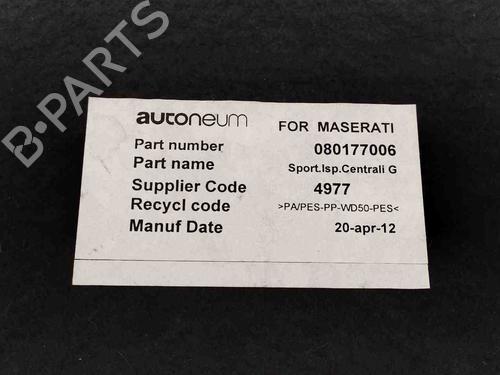 B-PARTS
autoneum FOR MASERATI
Part number 080177006
Part name Sport.Isp.Centrali G
Supplier Code 4977
Recycl code >PA/PES-PP-WD50-PES<
Manuf Date 20-apr-12